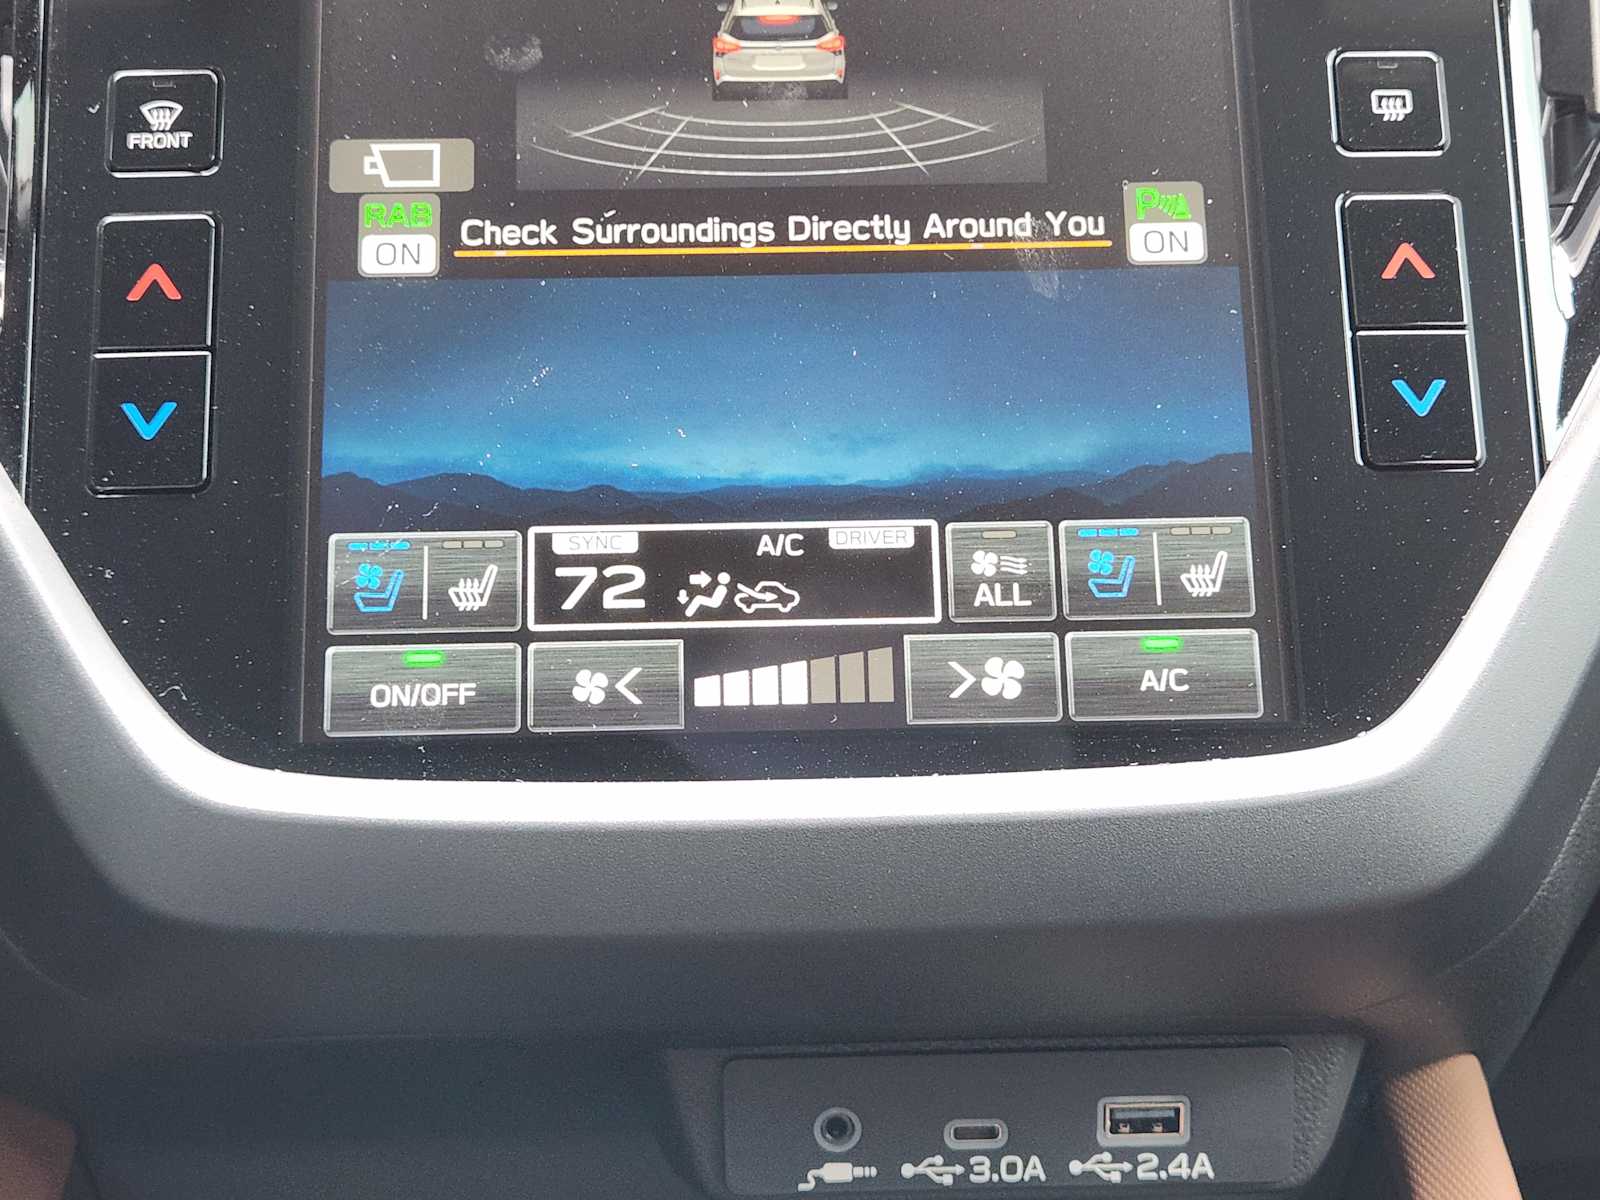 FRONT
RAB
ON
Check Surroundings Directly Around You
P
ON
SYNC
A/C
DRIVER
72
ALL
ON/OFF
A/C
3.0A
2.4A